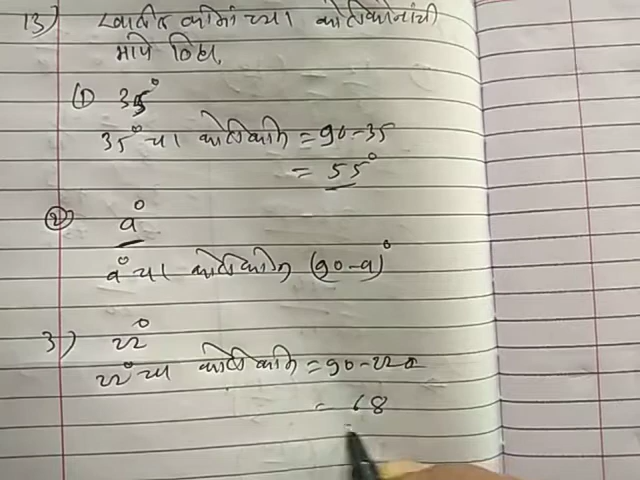 13) खालील कोनांच्या कोटिकोनांची
मापे लिहा.
(1) 35°
35° चा कोटिकोन = 90-35
= 55°
(2) a°
a° चा कोटिकोन (90-a)°
3) 22°
22° चा कोटिकोन = 90-22
= 68